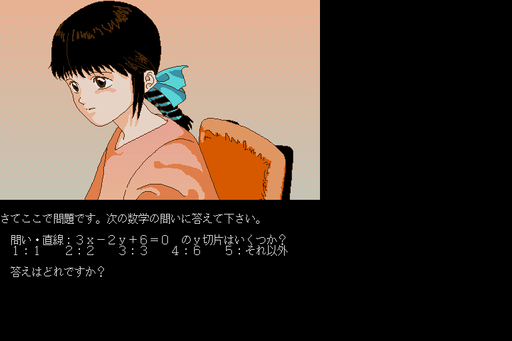 さてここで問題です。次の数学の問いに答えて下さい。
問い・直線：３ｘ－２ｙ＋６＝０　のｙ切片はいくつか？
１：１　　２：２　　３：３　　４：６　　５：それ以外
答えはどれですか？